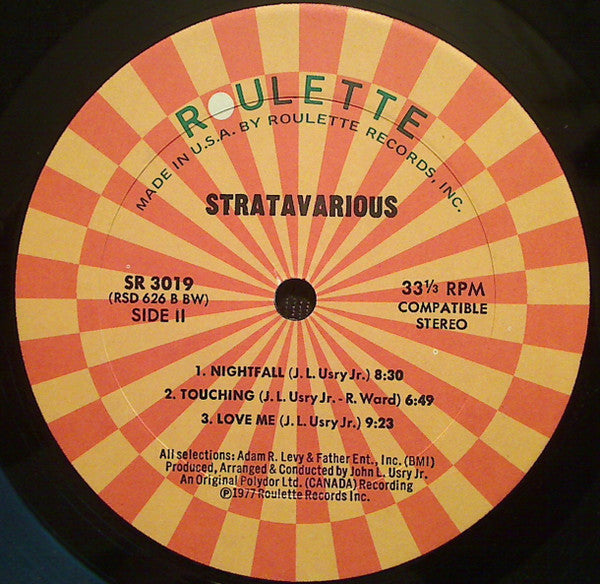 ROULETTE
MADE IN U.S.A. BY ROULETTE RECORDS, INC.
STRATAVARIOUS
SR 3019
(RSD 626 B BW)
SIDE II
33⅓ RPM
COMPATIBLE
STEREO
1. NIGHTFALL (J. L. Usry Jr.) 8:30
2. TOUCHING (J. L. Usry Jr. - R. Ward) 6:49
3. LOVE ME (J. L. Usry Jr.) 9:23
All selections: Adam R. Levy & Father Ent., Inc. (BMI)
Produced, Arranged & Conducted by John L. Usry Jr.
An Original Polydor Ltd. (CANADA) Recording
℗1977 Roulette Records Inc.